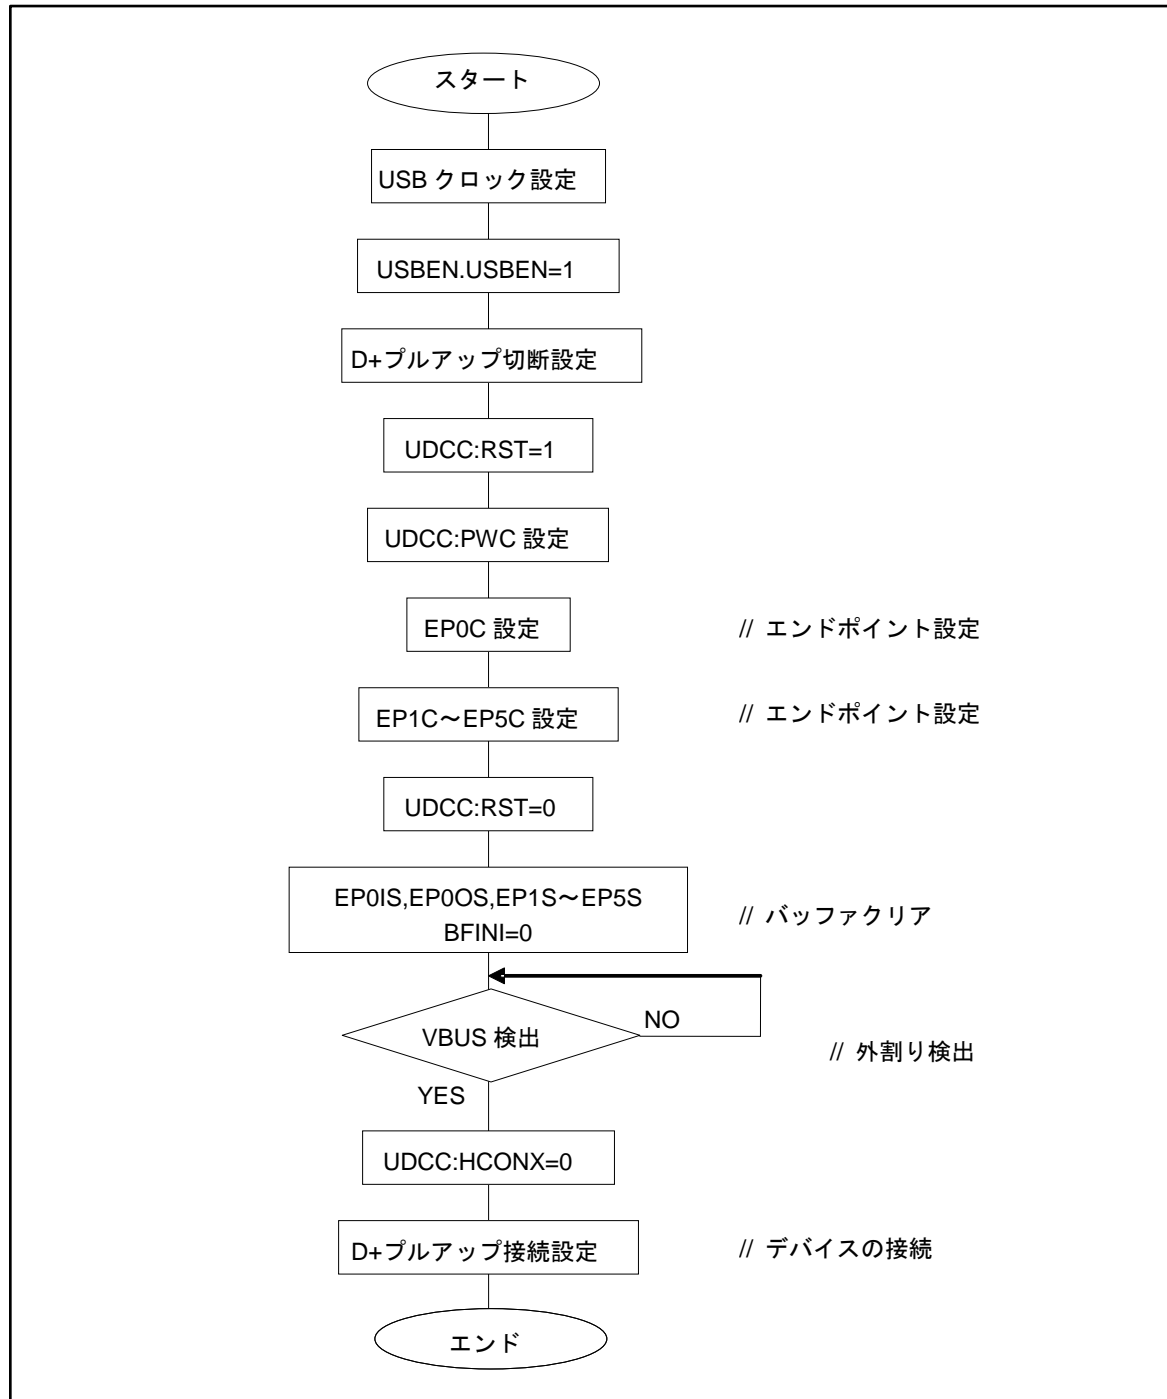 スタート
USB クロック設定
USBEN.USBEN=1
D+プルアップ切断設定
UDCC:RST=1
UDCC:PWC 設定
EP0C 設定
// エンドポイント設定
EP1C～EP5C 設定
// エンドポイント設定
UDCC:RST=0
EP0IS,EP0OS,EP1S～EP5S
BFINI=0
// バッファクリア
VBUS 検出
NO
// 外割り検出
YES
UDCC:HCONX=0
D+プルアップ接続設定
// デバイスの接続
エンド